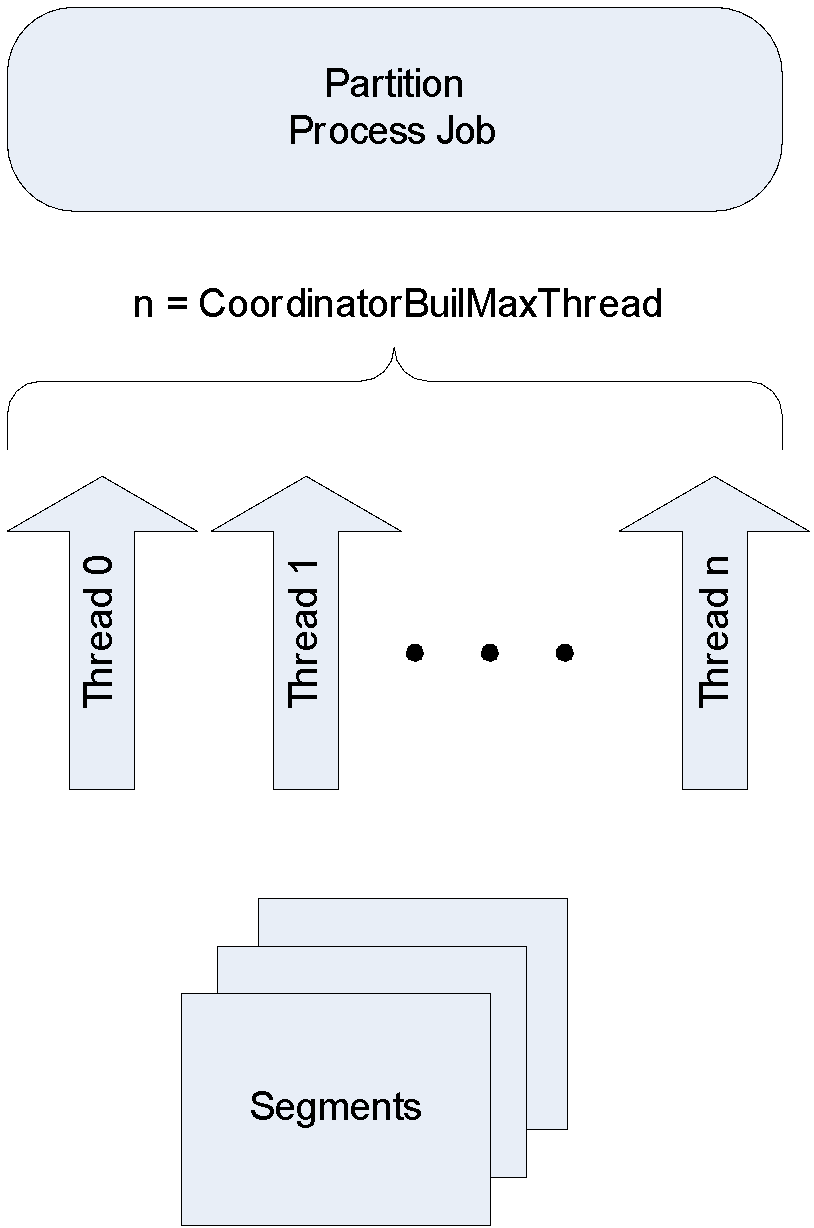 Partition
Process Job
n = CoordinatorBuilMaxThread
Thread 0
Thread 1
Thread n
Segments